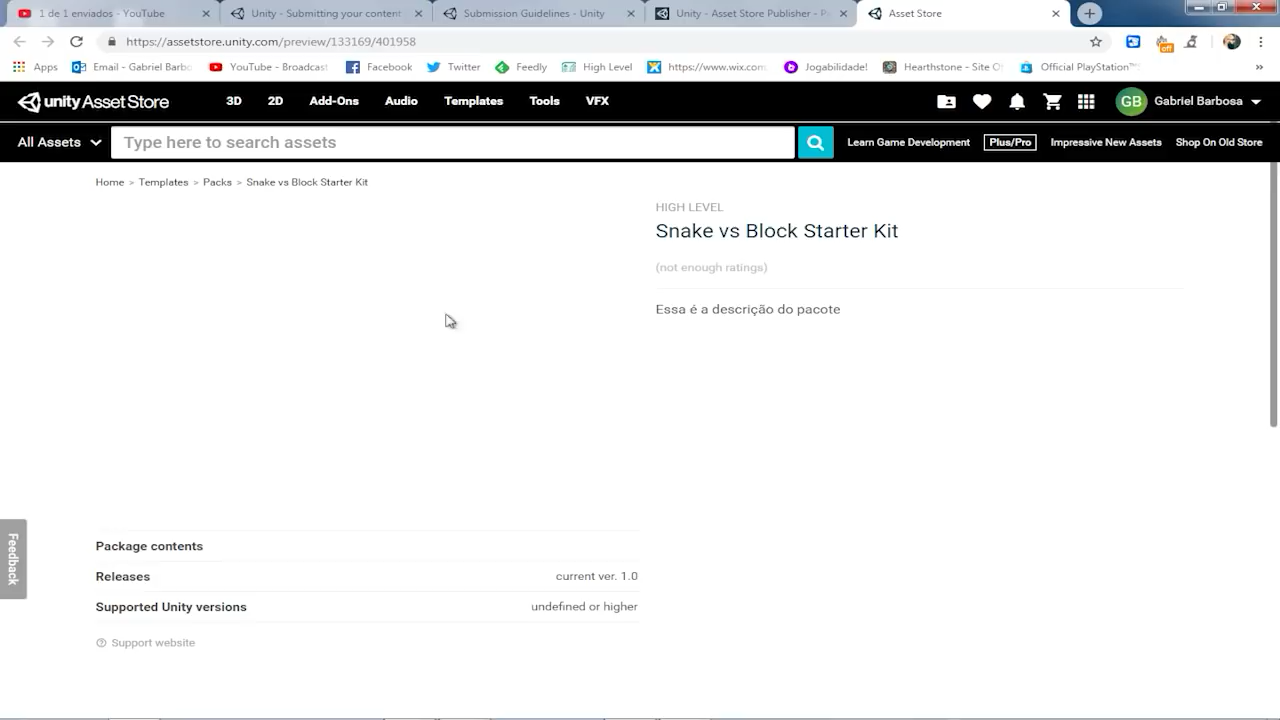 1 de 1 enviados - YouTube
Unity - Submitting your content
Submission Guidelines - Unity
Unity - Asset Store Publisher - P
Asset Store
https://assetstore.unity.com/preview/133169/401958
off
Apps
Email - Gabriel Barbo
YouTube - Broadcast
Facebook
Twitter
Feedly
High Level
https://www.wix.com
Jogabilidade!
Hearthstone - Site O
Official PlayStation™
»
unity Asset Store
3D
2D
Add-Ons
Audio
Templates
Tools
VFX
GB
Gabriel Barbosa
All Assets
Type here to search assets
Learn Game Development
Plus/Pro
Impressive New Assets
Shop On Old Store
Home > Templates > Packs > Snake vs Block Starter Kit
HIGH LEVEL
Snake vs Block Starter Kit
(not enough ratings)
Essa é a descrição do pacote
Feedback
Package contents
Releases current ver. 1.0
Supported Unity versions undefined or higher
Support website